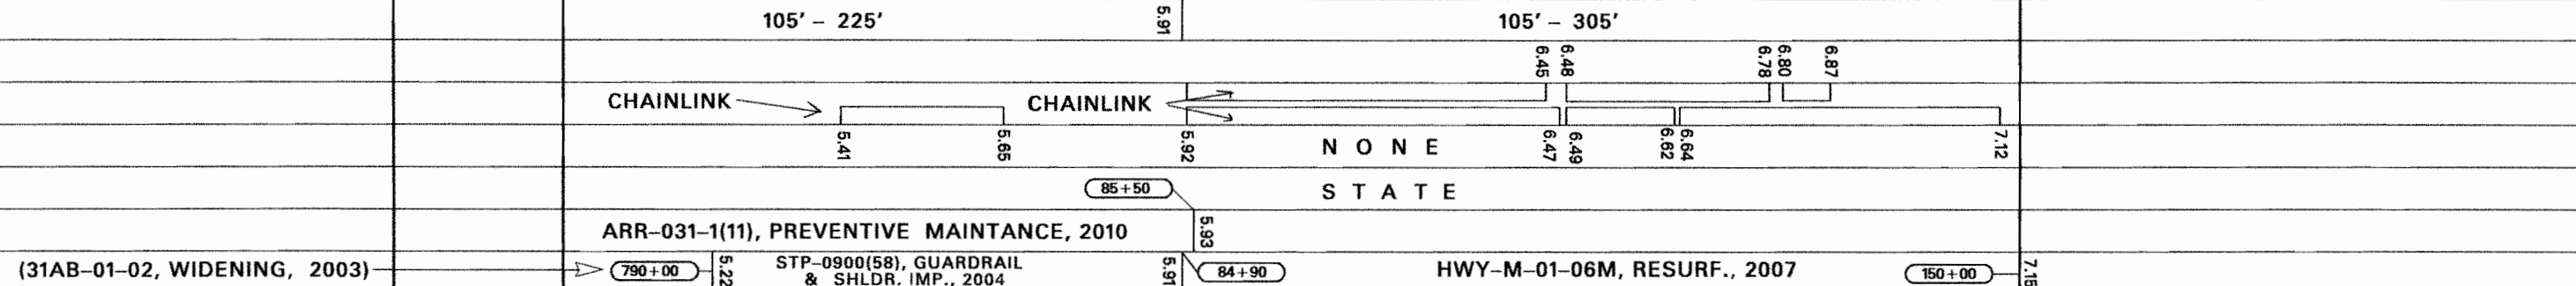 105' – 225'
5.91
105' – 305'
6.45
6.48
6.78
6.80
6.87
CHAINLINK
CHAINLINK
5.41
5.65
5.92
NONE
6.47
6.49
6.62
6.64
7.12
85+50
STATE
ARR–031–1(11), PREVENTIVE MAINTANCE, 2010
5.93
(31AB–01–02, WIDENING, 2003)
790+00
5.22
STP–0900(58), GUARDRAIL
& SHLDR. IMP., 2004
5.91
84+90
HWY–M–01–06M, RESURF., 2007
150+00
7.15